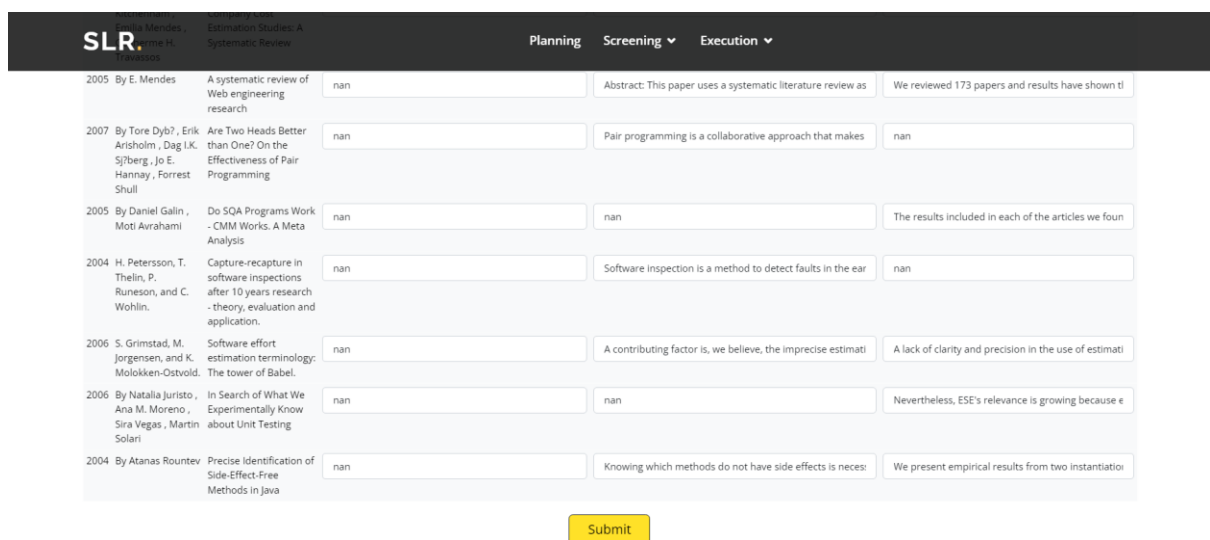 Kitchenham ,
Company Cost
Emilia Mendes ,
Estimation Studies: A
Guilherme H.
Systematic Review
Travassos
SLR.
Planning
Screening
Execution
2005 By E. Mendes
A systematic review of
Web engineering
research
nan
Abstract: This paper uses a systematic literature review as
We reviewed 173 papers and results have shown tl
2007 By Tore Dyb? , Erik
Arisholm , Dag I.K.
Sj?berg , Jo E.
Hannay , Forrest
Shull
Are Two Heads Better
than One? On the
Effectiveness of Pair
Programming
nan
Pair programming is a collaborative approach that makes
nan
2005 By Daniel Galin ,
Moti Avrahami
Do SQA Programs Work
- CMM Works. A Meta
Analysis
nan
nan
The results included in each of the articles we foun
2004 H. Petersson, T.
Thelin, P.
Runeson, and C.
Wohlin.
Capture-recapture in
software inspections
after 10 years research
- theory, evaluation and
application.
nan
Software inspection is a method to detect faults in the ear
nan
2006 S. Grimstad, M.
Jorgensen, and K.
Molokken-Ostvold.
Software effort
estimation terminology:
The tower of Babel.
nan
A contributing factor is, we believe, the imprecise estimati
A lack of clarity and precision in the use of estimati
2006 By Natalia Juristo ,
Ana M. Moreno ,
Sira Vegas , Martin
Solari
In Search of What We
Experimentally Know
about Unit Testing
nan
nan
Nevertheless, ESE's relevance is growing because e
2004 By Atanas Rountev
Precise Identification of
Side-Effect-Free
Methods in Java
nan
Knowing which methods do not have side effects is neces
We present empirical results from two instantiatio
Submit